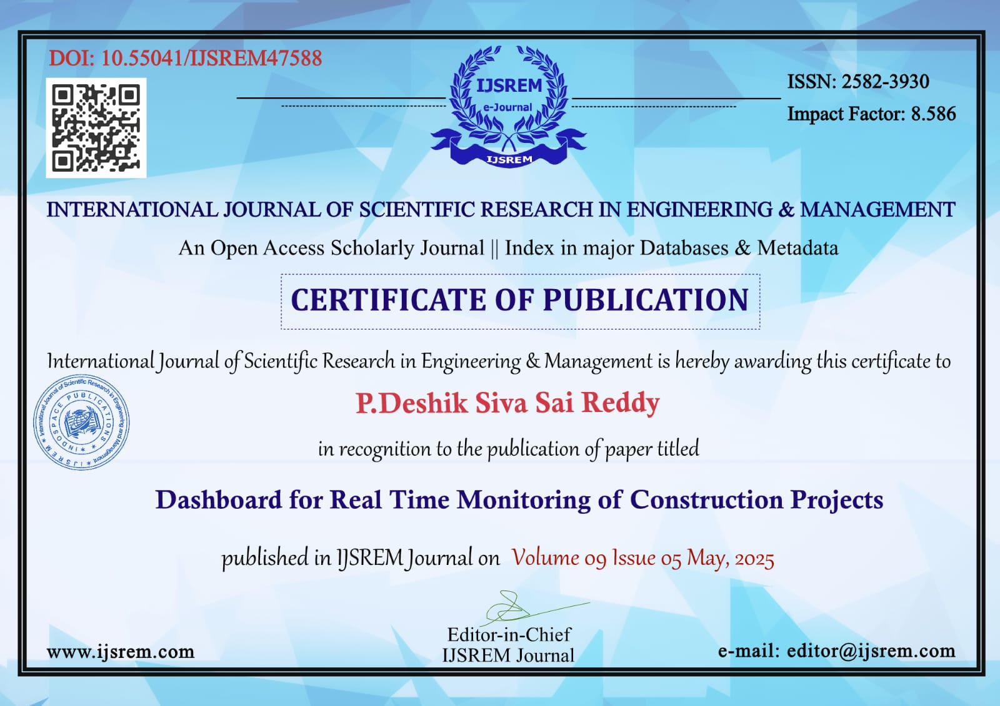 DOI: 10.55041/IJSREM47588
IJSREM
e-Journal
IJSREM
ISSN: 2582-3930
Impact Factor: 8.586
INTERNATIONAL JOURNAL OF SCIENTIFIC RESEARCH IN ENGINEERING & MANAGEMENT
An Open Access Scholarly Journal || Index in major Databases & Metadata
CERTIFICATE OF PUBLICATION
International Journal of Scientific Research in Engineering & Management is hereby awarding this certificate to
P.Deshik Siva Sai Reddy
International Journal of Scientific Research in Engineering and Management
IJSREM
INDOSPACE PUBLICATIONS
in recognition to the publication of paper titled
Dashboard for Real Time Monitoring of Construction Projects
published in IJSREM Journal on Volume 09 Issue 05 May, 2025
Editor-in-Chief
IJSREM Journal
www.ijsrem.com
e-mail: editor@ijsrem.com